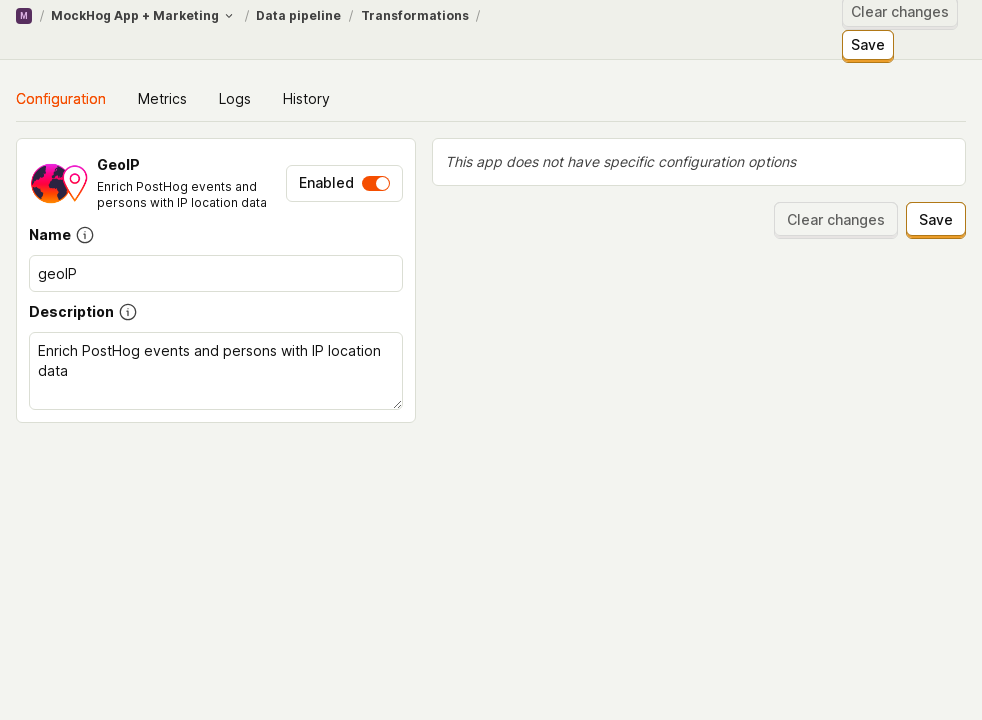 M / MockHog App + Marketing / Data pipeline / Transformations /
Clear changes
Save
Configuration Metrics Logs History
GeoIP
Enrich PostHog events and
persons with IP location data
Enabled
Name
geoIP
Description
Enrich PostHog events and persons with IP location
data
This app does not have specific configuration options
Clear changes Save